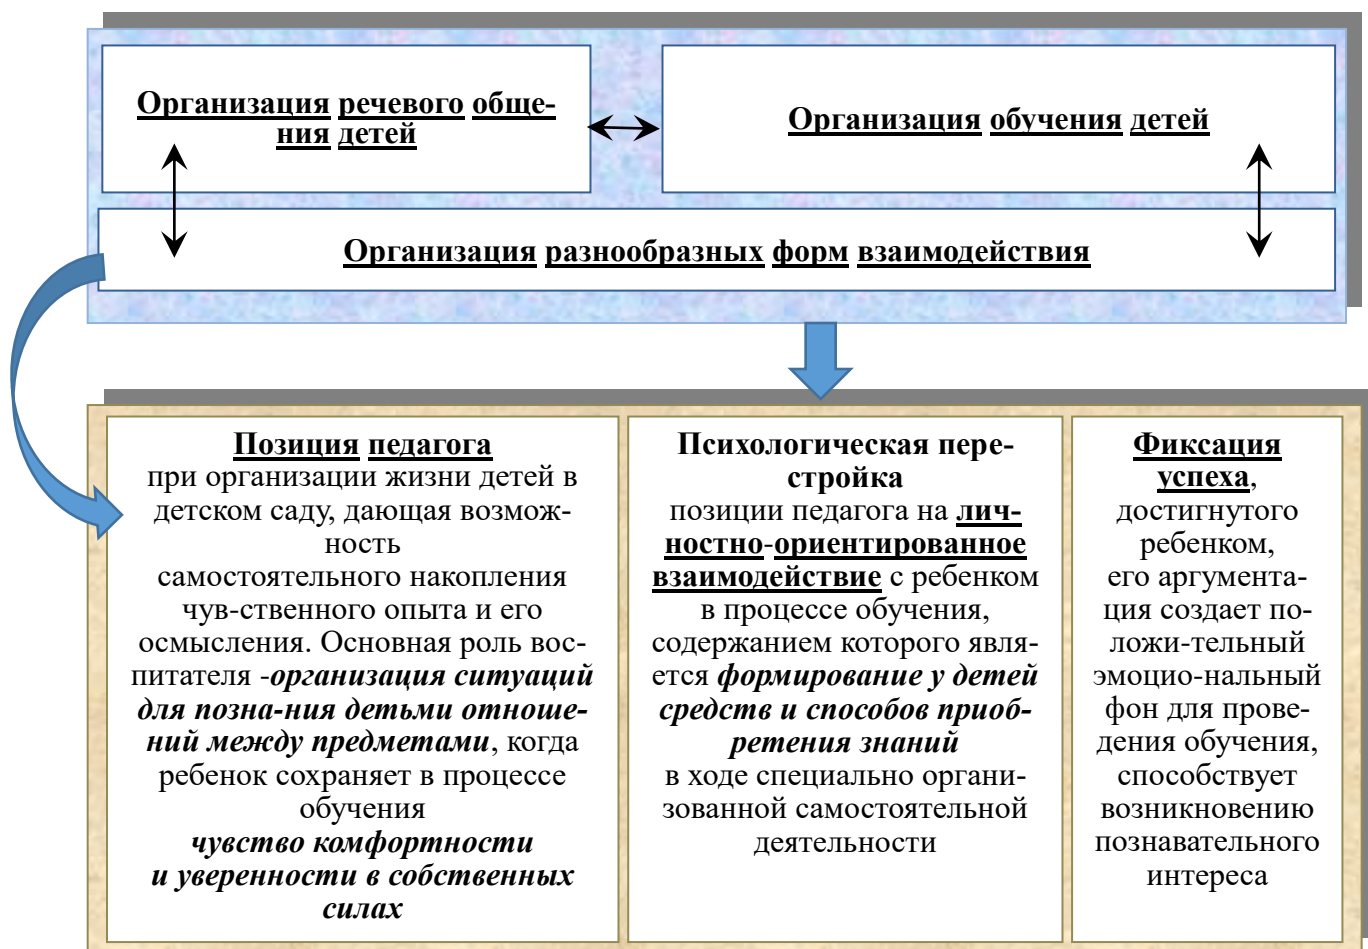 Организация речевого обще-
ния детей
Организация обучения детей
Организация разнообразных форм взаимодействия
Позиция педагога
при организации жизни детей в
детском саду, дающая возмож-
ность
самостоятельного накопления
чув-ственного опыта и его
осмысления. Основная роль вос-
питателя -организация ситуаций
для позна-ния детьми отноше-
ний между предметами, когда
ребенок сохраняет в процессе
обучения
чувство комфортности
и уверенности в собственных
силах
Психологическая пере-
стройка
позиции педагога на лич-
ностно-ориентированное
взаимодействие с ребенком
в процессе обучения,
содержанием которого явля-
ется формирование у детей
средств и способов приоб-
ретения знаний
в ходе специально органи-
зованной самостоятельной
деятельности
Фиксация
успеха,
достигнутого
ребенком,
его аргумента-
ция создает по-
ложи-тельный
эмоцио-нальный
фон для прове-
дения обучения,
способствует
возникновению
познавательного
интереса